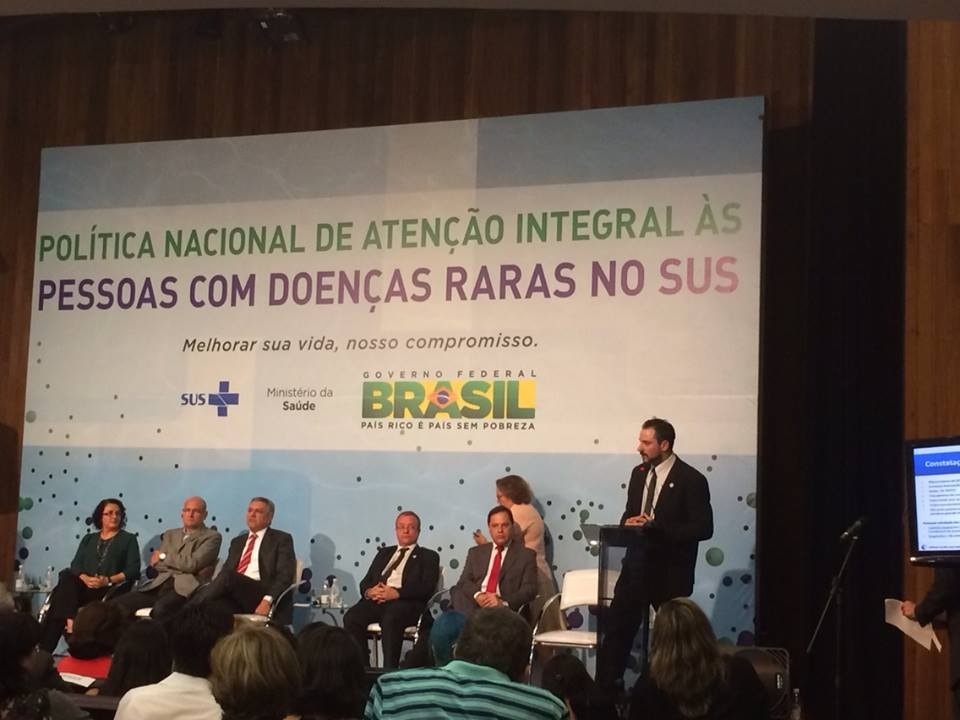 POLÍTICA NACIONAL DE ATENÇÃO INTEGRAL ÀS
PESSOAS COM DOENÇAS RARAS NO SUS
Melhorar sua vida, nosso compromisso.
SUS
Ministério da
Saúde
GOVERNO FEDERAL
BRASIL
PAÍS RICO É PAÍS SEM POBREZA